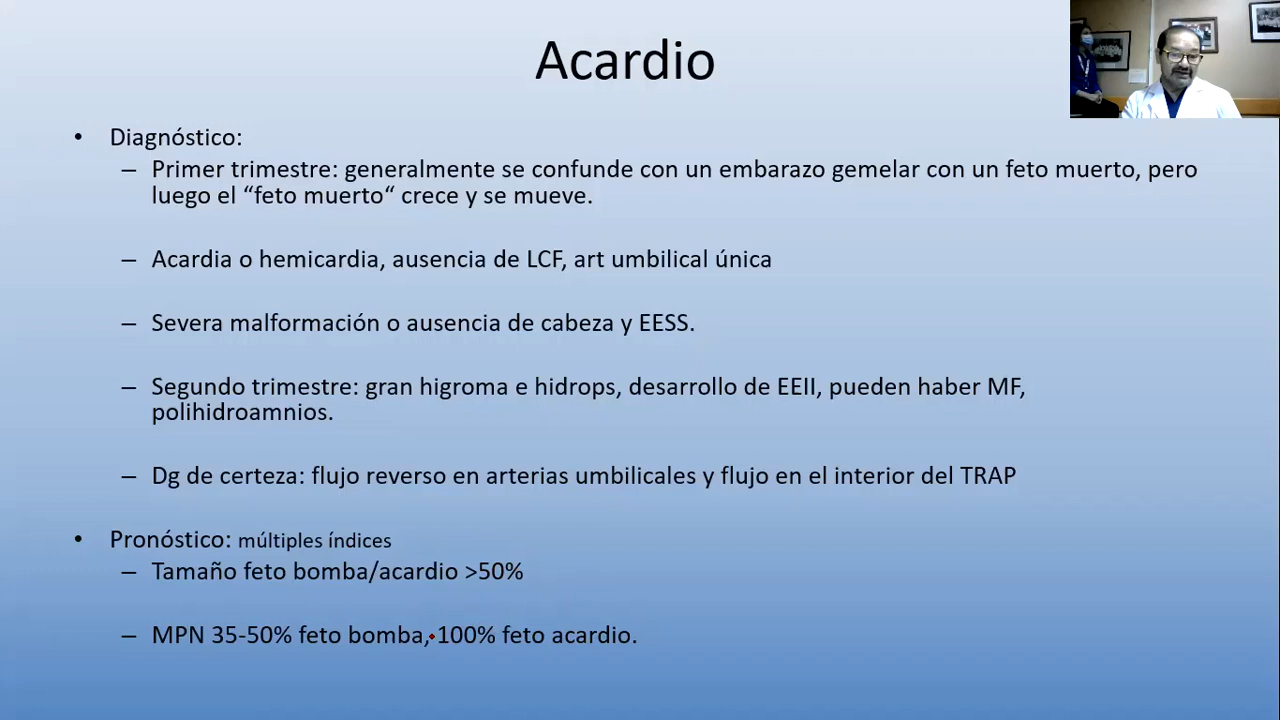 Acardio
• Diagnóstico:
– Primer trimestre: generalmente se confunde con un embarazo gemelar con un feto muerto, pero
luego el “feto muerto“ crece y se mueve.
– Acardia o hemicardia, ausencia de LCF, art umbilical única
– Severa malformación o ausencia de cabeza y EESS.
– Segundo trimestre: gran higroma e hidrops, desarrollo de EEII, pueden haber MF,
polihidroamnios.
– Dg de certeza: flujo reverso en arterias umbilicales y flujo en el interior del TRAP
• Pronóstico: múltiples índices
– Tamaño feto bomba/acardio >50%
– MPN 35-50% feto bomba, 100% feto acardio.